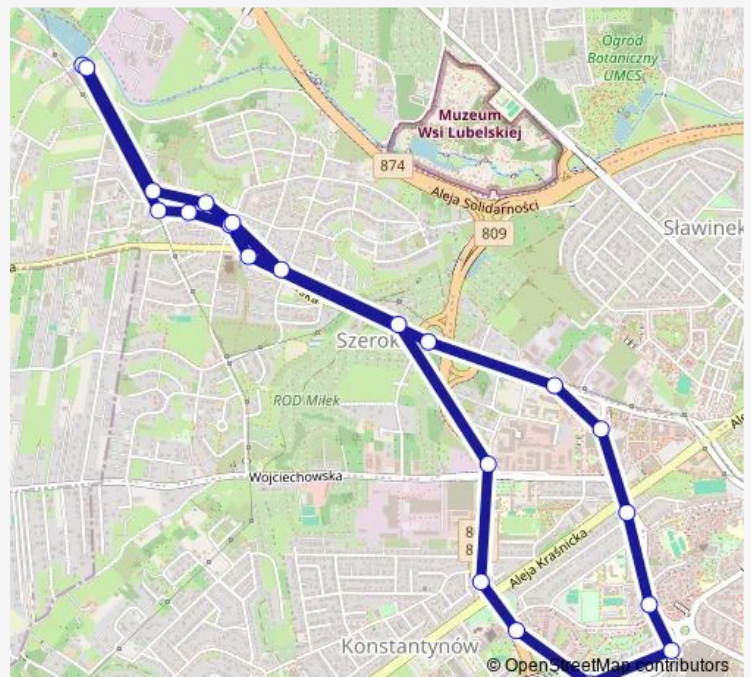 Ogród
Botaniczny
UMCS
Muzeum
Wsi Lubelskiej
874
Aleja Solidarności
809
Sławinek
Szerok
ROD Miłek
Wojciechowska
Aleja Kraśnicka
Konstantynów
© OpenStreetMap contributors